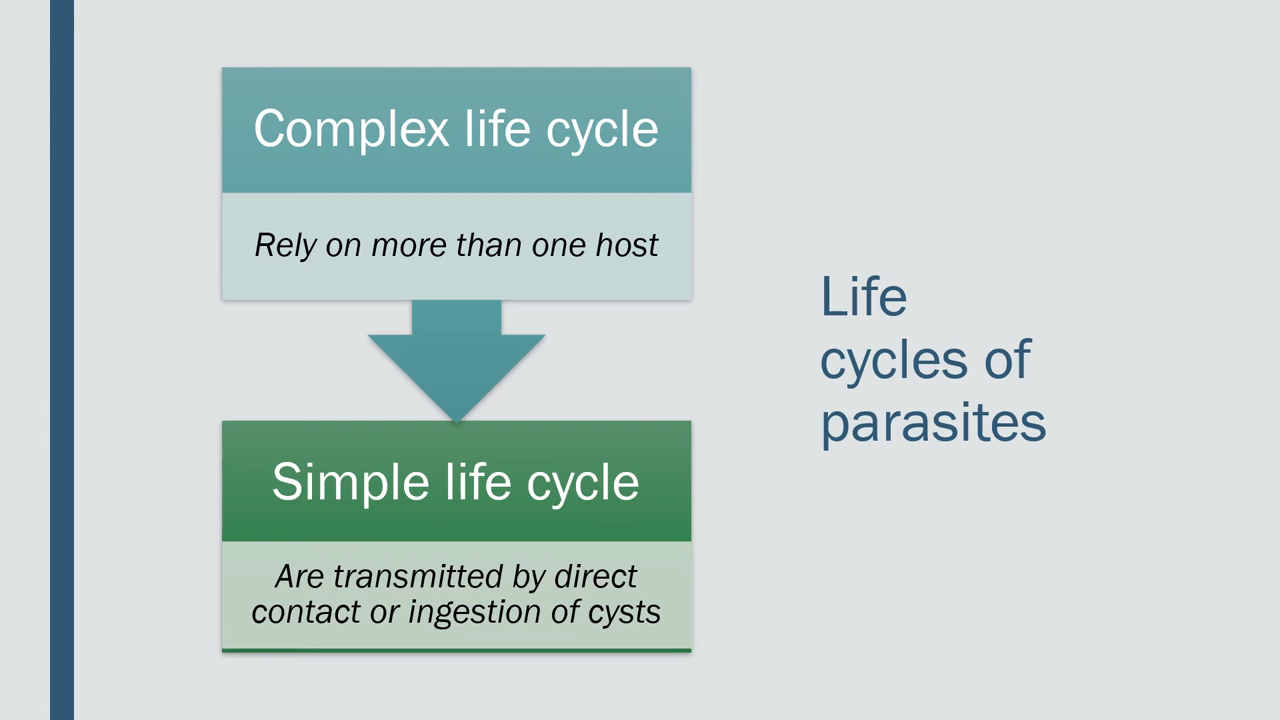 Complex life cycle
Rely on more than one host
Simple life cycle
Are transmitted by direct
contact or ingestion of cysts
Life
cycles of
parasites